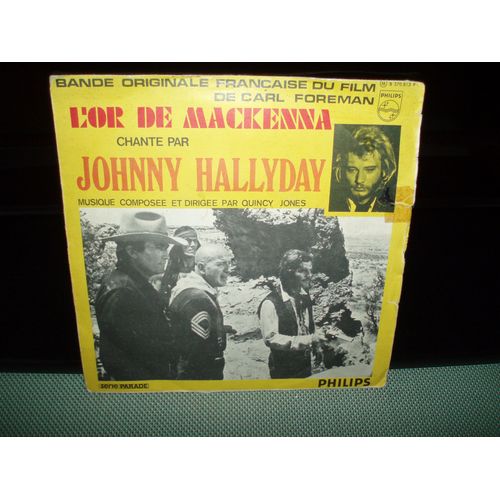 BANDE ORIGINALE FRANÇAISE DU FILM
DE CARL FOREMAN
PHILIPS
L'OR DE MACKENNA
CHANTE PAR
JOHNNY HALLYDAY
MUSIQUE COMPOSEE ET DIRIGEE PAR QUINCY JONES
série PARADE
PHILIPS